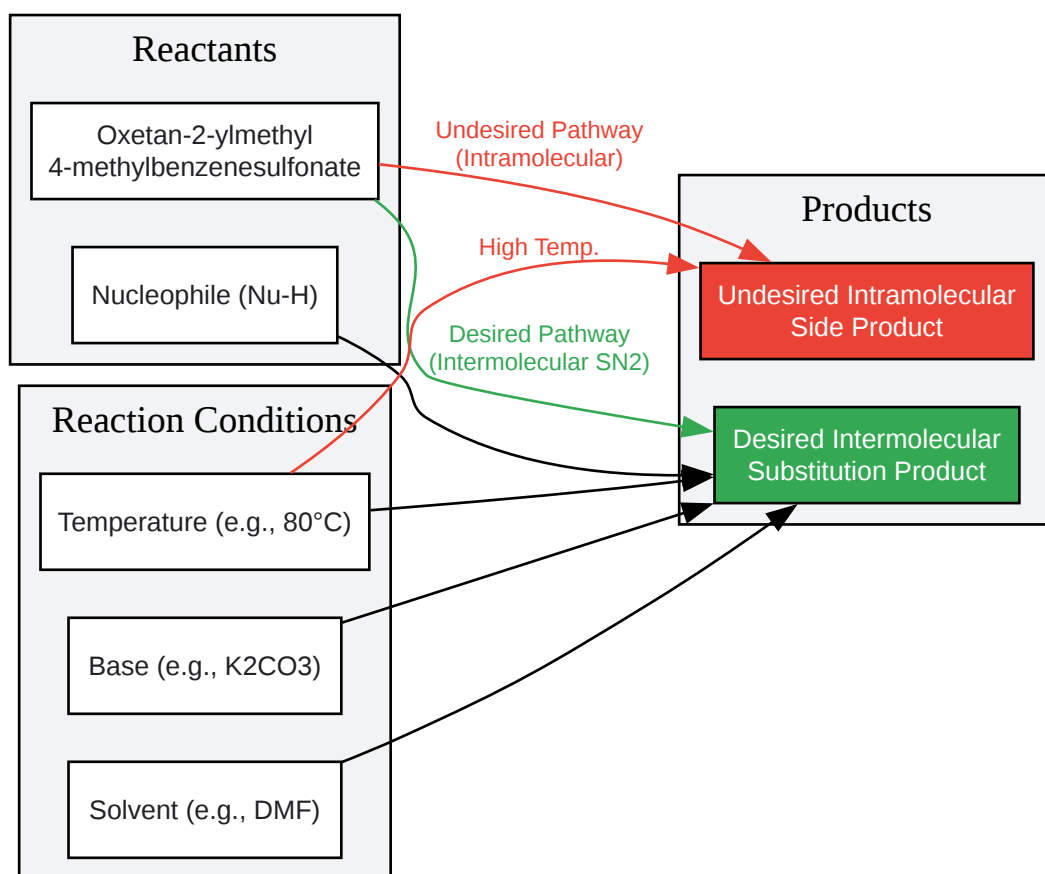 Reactants
Oxetan-2-ylmethyl
4-methylbenzenesulfonate
Nucleophile (Nu-H)
Undesired Pathway
(Intramolecular)
High Temp.
Desired Pathway
(Intermolecular SN2)
Reaction Conditions
Temperature (e.g., 80°C)
Base (e.g., K2CO3)
Solvent (e.g., DMF)
Products
Undesired Intramolecular
Side Product
Desired Intermolecular
Substitution Product